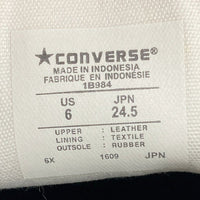 ★CONVERSE®
MADE IN INDONESIA
FABRIQUE EN INDONÉSIE
1B984
US JPN
6 24.5
UPPER : LEATHER
LINING : TEXTILE
OUTSOLE : RUBBER
6X 1609 JPN